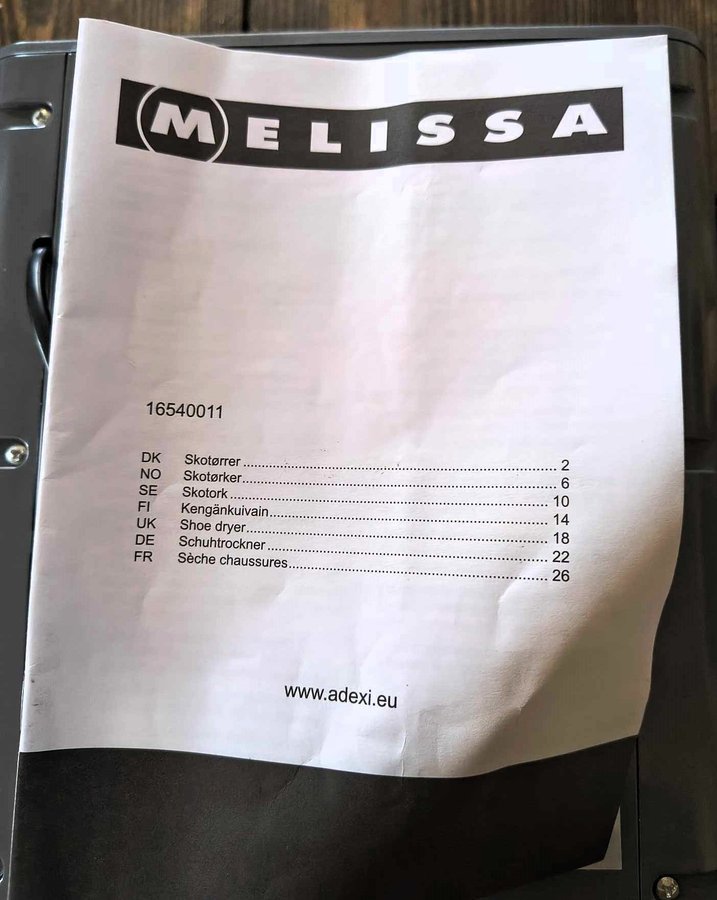 MELISSA
16540011
DK Skotørrer 2
NO Skotørker 6
SE Skotork 10
FI Kengänkuivain 14
UK Shoe dryer 18
DE Schuhtrockner 22
FR Sèche chaussures 26
www.adexi.eu